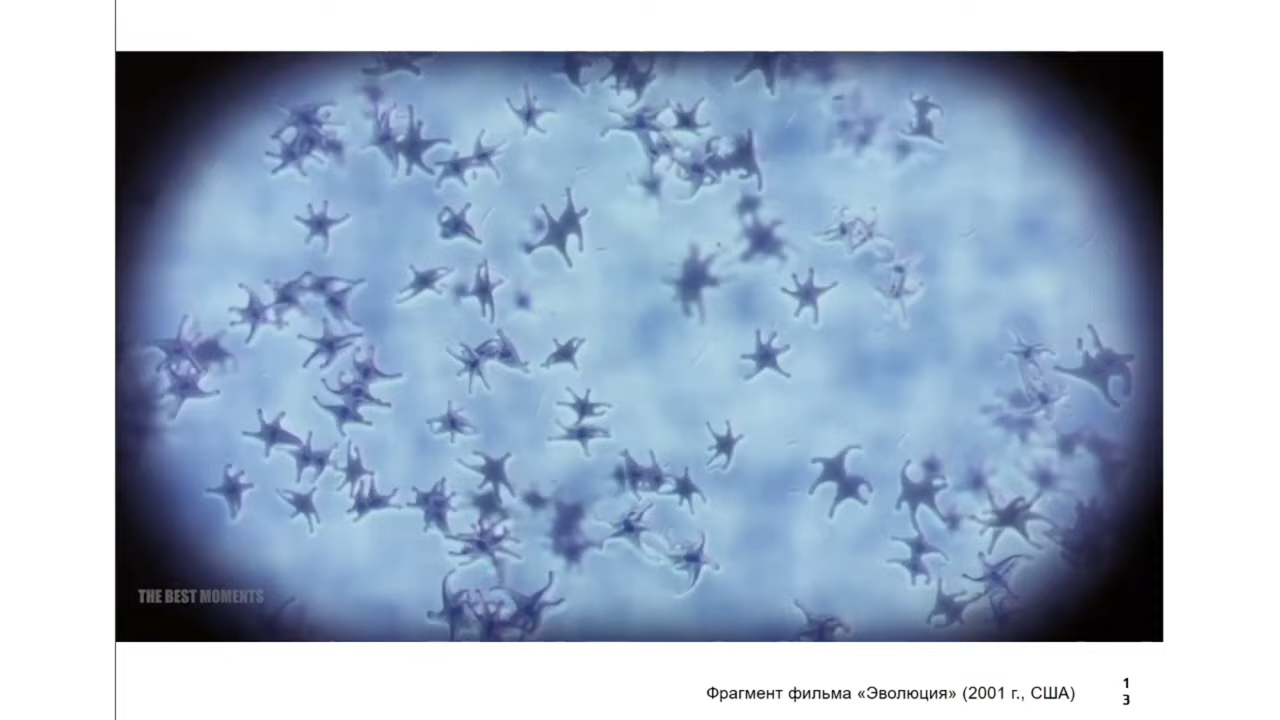 THE BEST MOMENTS
Фрагмент фильма «Эволюция» (2001 г., США)
1
3